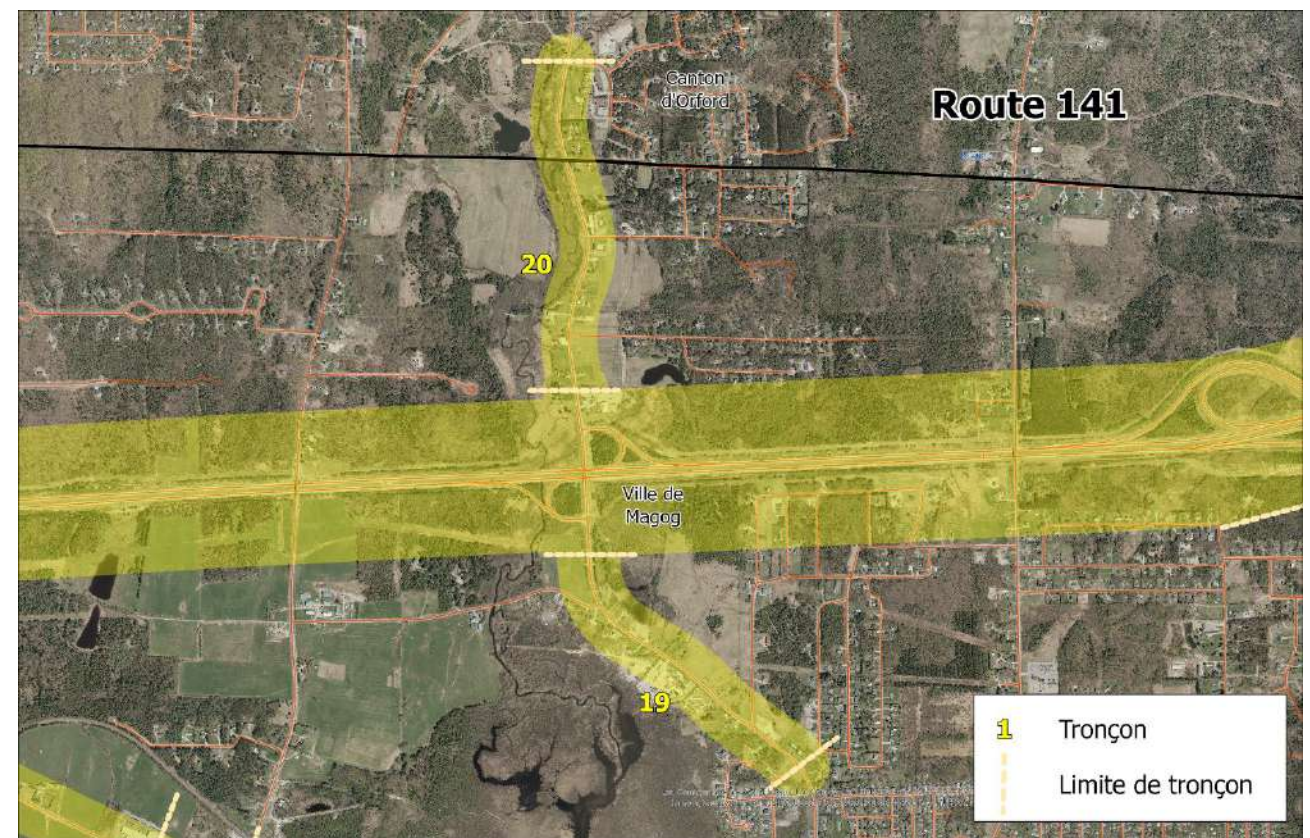 Canton
d'Orford
Route 141
20
Ville de
Magog
19
1 Tronçon
Limite de tronçon